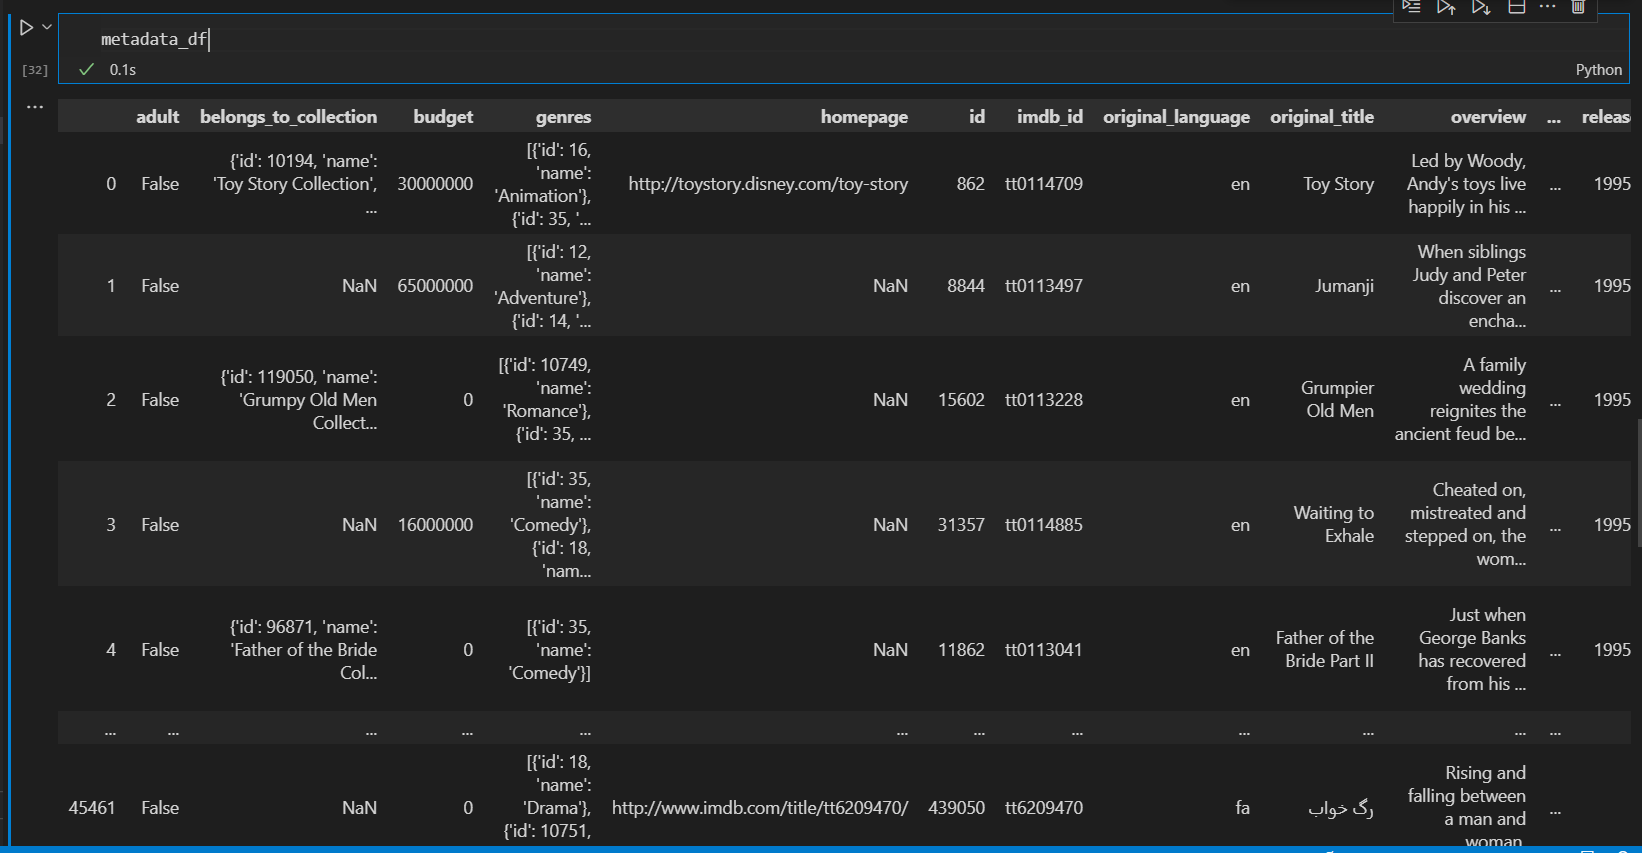 metadata_df
[32]
0.1s
Python
...
adult belongs_to_collection budget genres homepage id imdb_id original_language original_title overview ... releas
0 False {'id': 10194, 'name': 'Toy Story Collection', ... 30000000 [{'id': 16, 'name': 'Animation'}, {'id': 35, '... http://toystory.disney.com/toy-story 862 tt0114709 en Toy Story Led by Woody, Andy's toys live happily in his ... ... 1995
1 False NaN 65000000 [{'id': 12, 'name': 'Adventure'}, {'id': 14, '... NaN 8844 tt0113497 en Jumanji When siblings Judy and Peter discover an encha... ... 1995
2 False {'id': 119050, 'name': 'Grumpy Old Men Collect... 0 [{'id': 10749, 'name': 'Romance'}, {'id': 35, ... NaN 15602 tt0113228 en Grumpier Old Men A family wedding reignites the ancient feud be... ... 1995
3 False NaN 16000000 [{'id': 35, 'name': 'Comedy'}, {'id': 18, 'nam... NaN 31357 tt0114885 en Waiting to Exhale Cheated on, mistreated and stepped on, the wom... ... 1995
4 False {'id': 96871, 'name': 'Father of the Bride Col... 0 [{'id': 35, 'name': 'Comedy'}] NaN 11862 tt0113041 en Father of the Bride Part II Just when George Banks has recovered from his ... ... 1995
... ... ... ... ... ... ... ... ... ... ... ...
45461 False NaN 0 [{'id': 18, 'name': 'Drama'}, {'id': 10751, http://www.imdb.com/title/tt6209470/ 439050 tt6209470 fa رگ خواب Rising and falling between a man and woman. ...